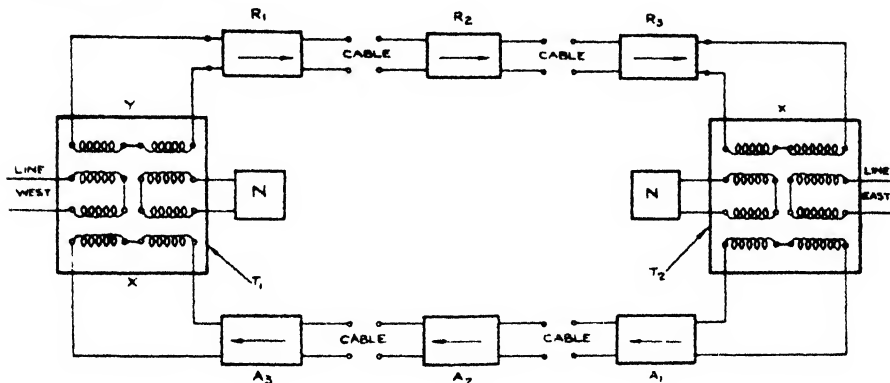 R1 R2 R3
CABLE CABLE
Y X
LINE LINE
WEST N N EAST
X T1 T2
CABLE CABLE
A3 A2 A1